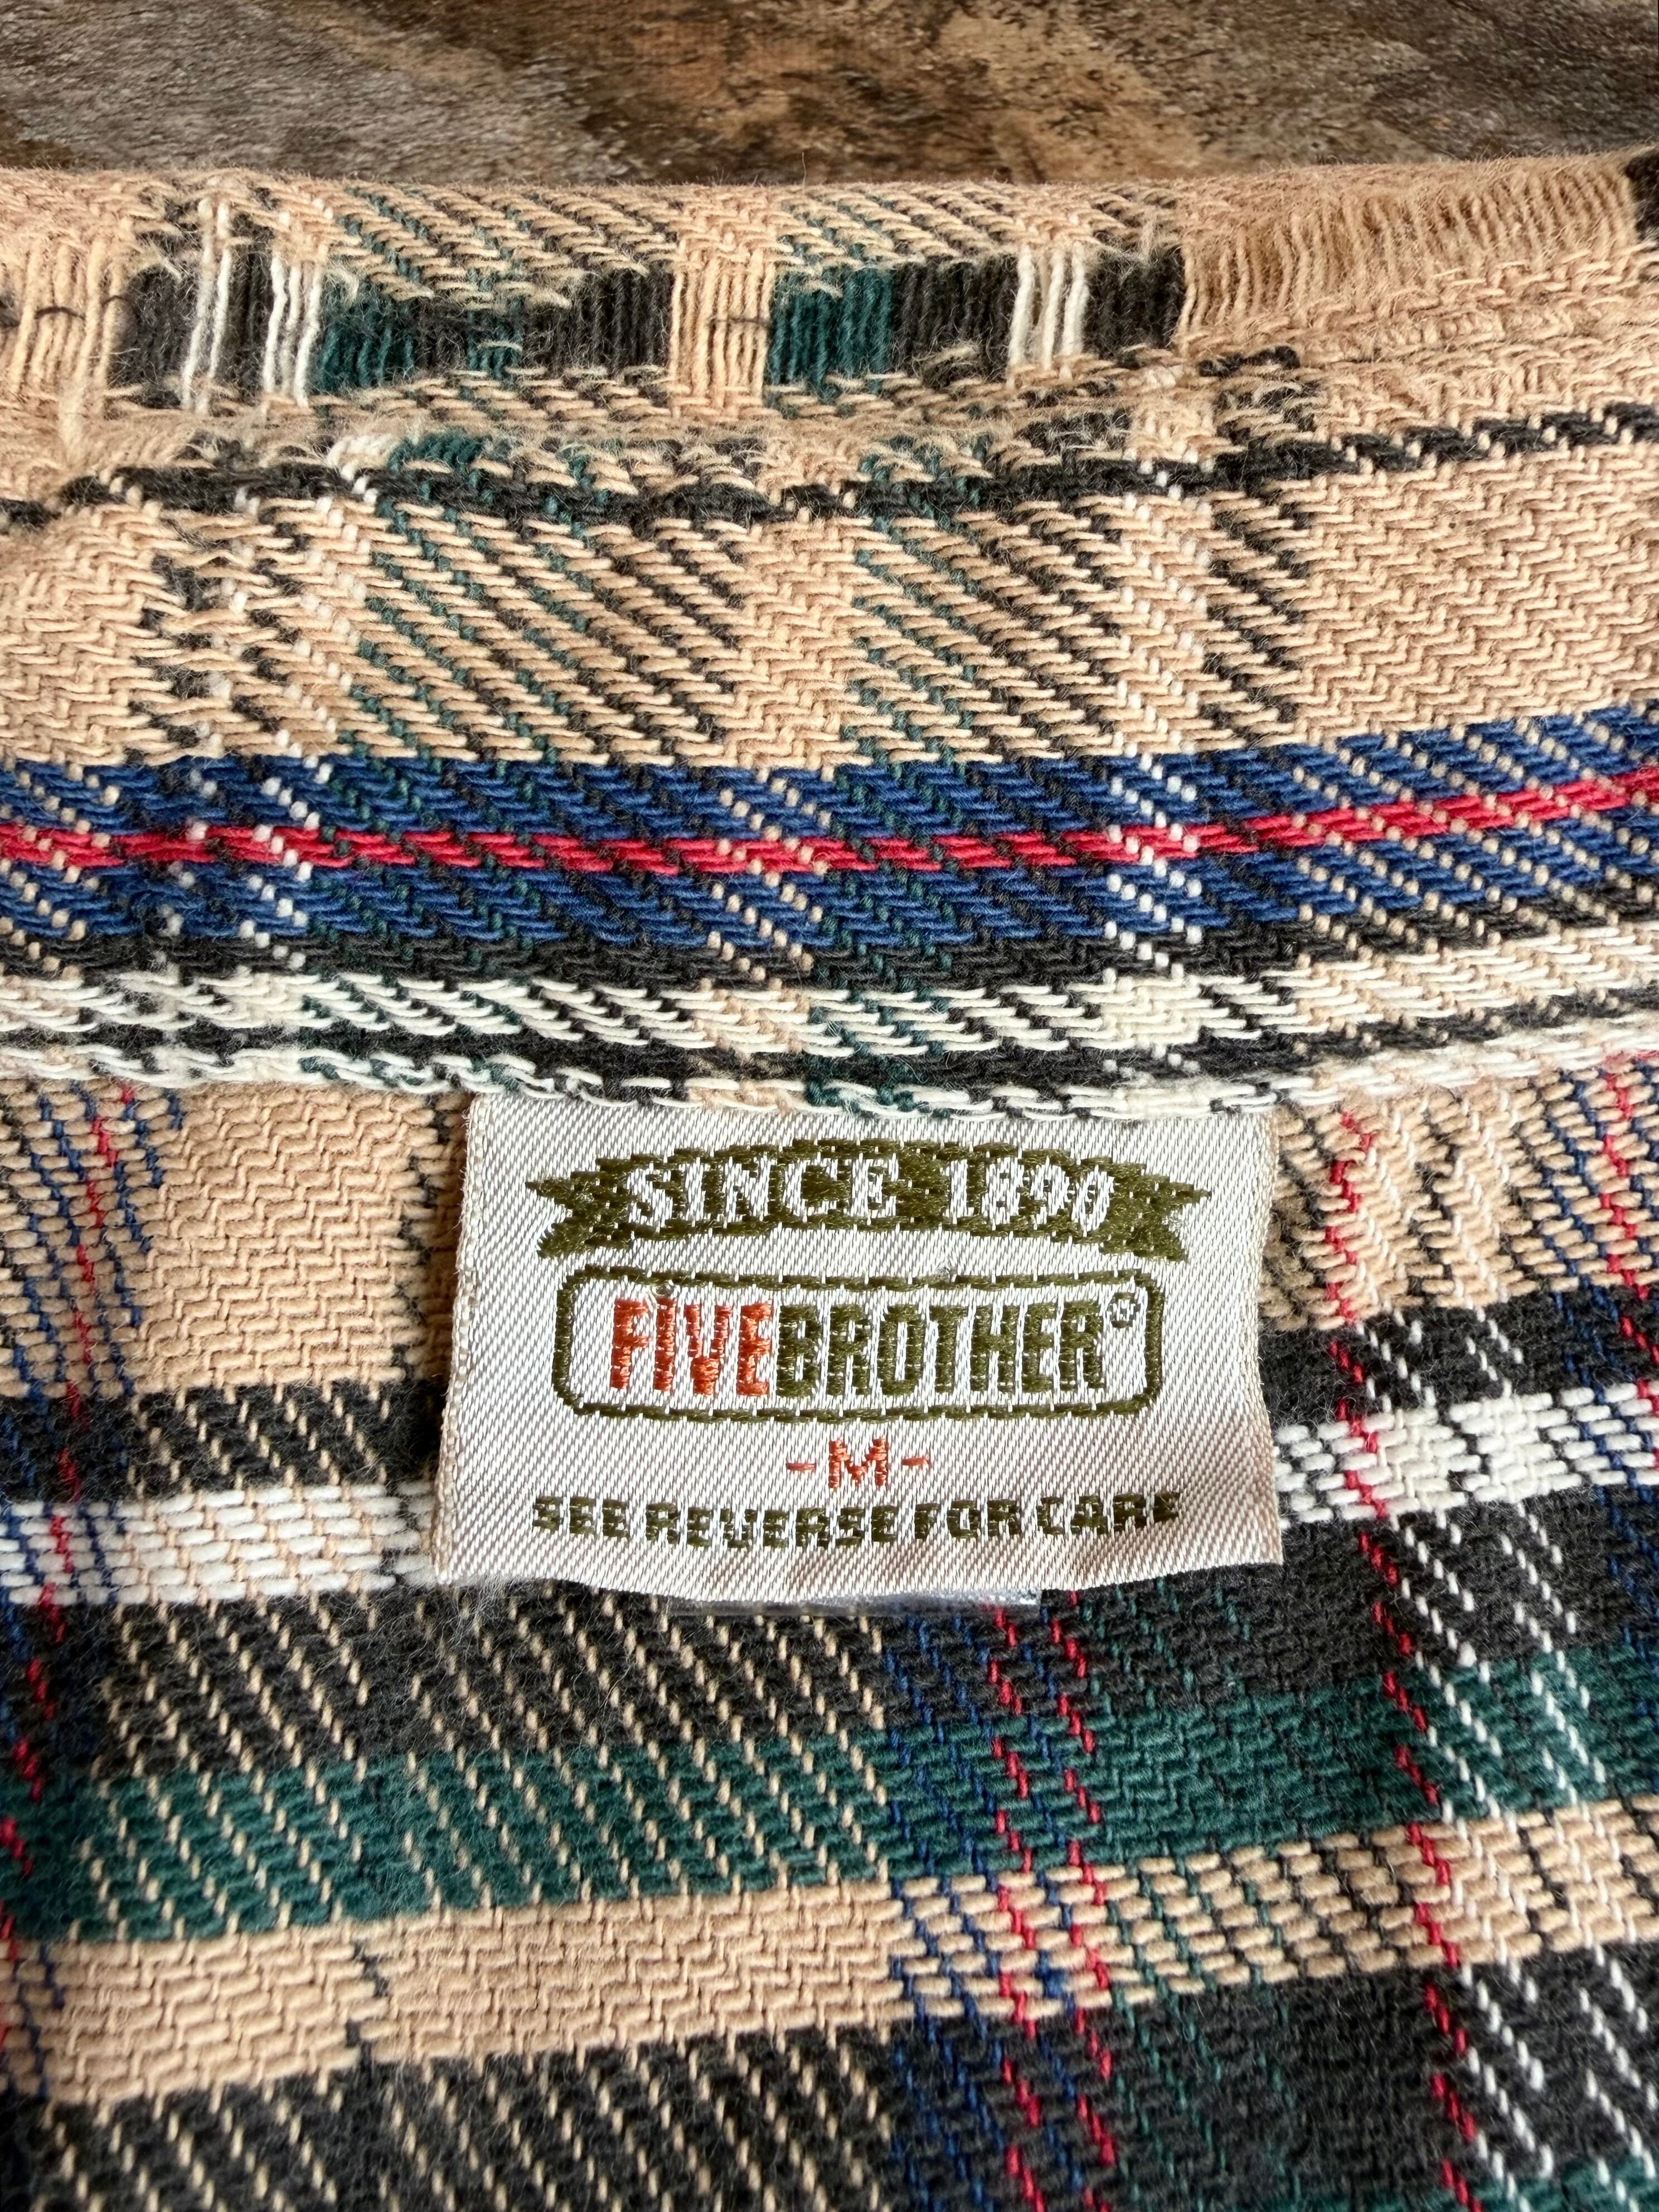 SINCE 1890
FIVEBROTHER®
-M-
SEE REVERSE FOR CARE